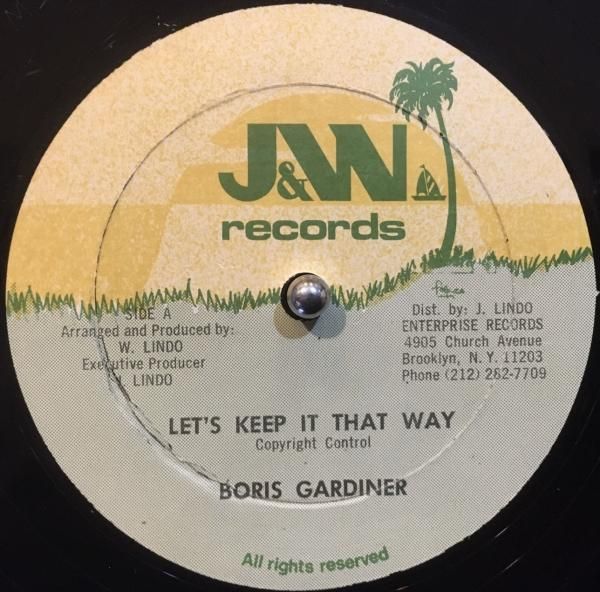 J&W
records
SIDE A
Arranged and Produced by:
W. LINDO
Executive Producer
J. LINDO
Dist. by: J. LINDO
ENTERPRISE RECORDS
4905 Church Avenue
Brooklyn, N.Y. 11203
Phone (212) 282-7709
LET'S KEEP IT THAT WAY
Copyright Control
BORIS GARDINER
All rights reserved